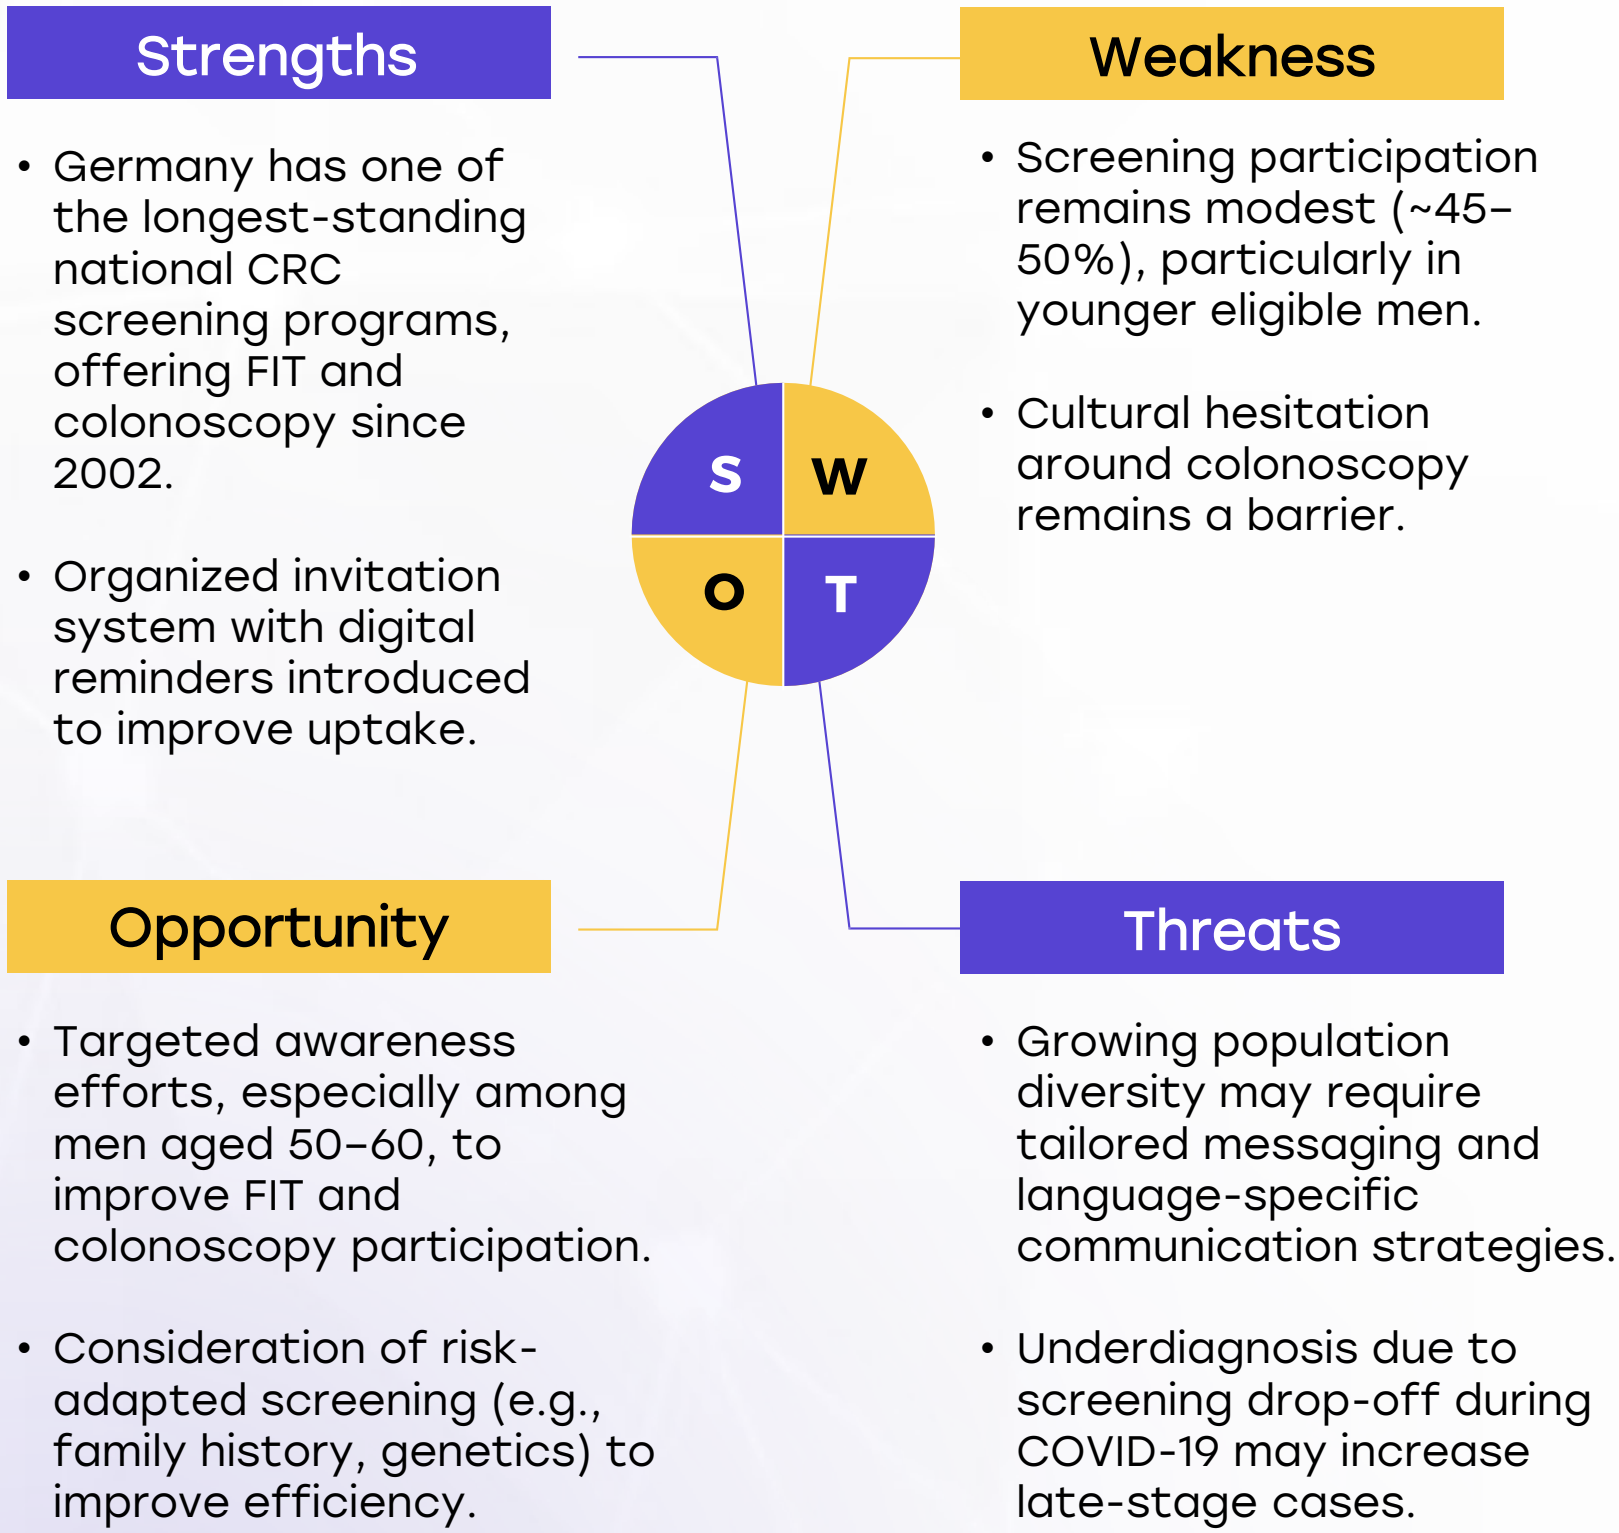 Strengths
• Germany has one of
the longest-standing
national CRC
screening programs,
offering FIT and
colonoscopy since
2002.
• Organized invitation
system with digital
reminders introduced
to improve uptake.
Weakness
• Screening participation
remains modest (~45–
50%), particularly in
younger eligible men.
• Cultural hesitation
around colonoscopy
remains a barrier.
S
W
O
T
Opportunity
• Targeted awareness
efforts, especially among
men aged 50–60, to
improve FIT and
colonoscopy participation.
• Consideration of risk-
adapted screening (e.g.,
family history, genetics) to
improve efficiency.
Threats
• Growing population
diversity may require
tailored messaging and
language-specific
communication strategies.
• Underdiagnosis due to
screening drop-off during
COVID-19 may increase
late-stage cases.